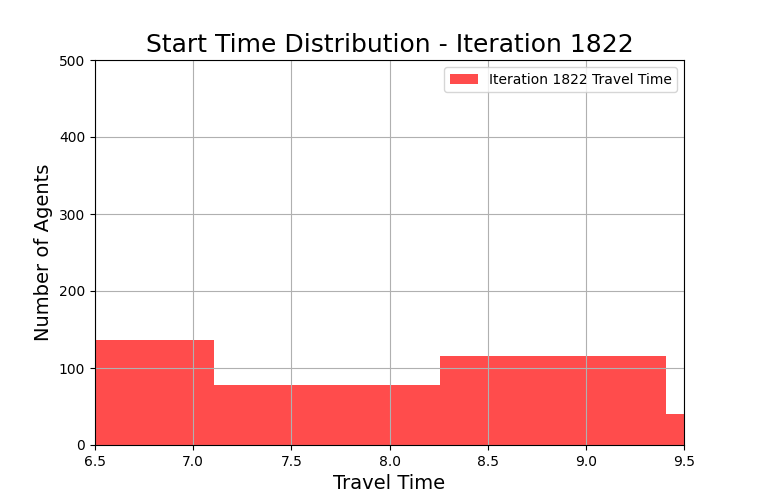 Start Time Distribution - Iteration 1822
Iteration 1822 Travel Time
Number of Agents
500
400
300
200
100
0
6.5 7.0 7.5 8.0 8.5 9.0 9.5
Travel Time